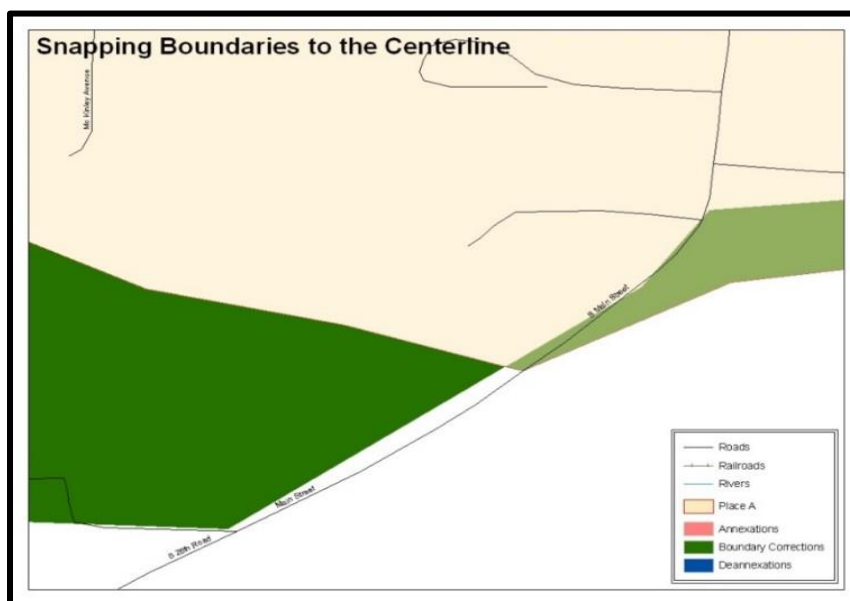 Snapping Boundaries to the Centerline
Mc Kinley Avenue
S Main Street
Main Street
S 26th Road
Roads
Railroads
Rivers
Place A
Annexations
Boundary Corrections
Deannexations